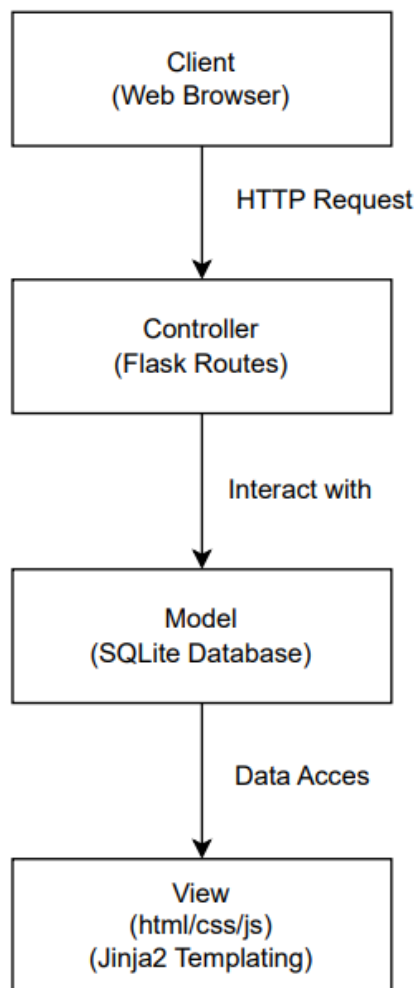 Client
(Web Browser)
HTTP Request
Controller
(Flask Routes)
Interact with
Model
(SQLite Database)
Data Acces
View
(html/css/js)
(Jinja2 Templating)